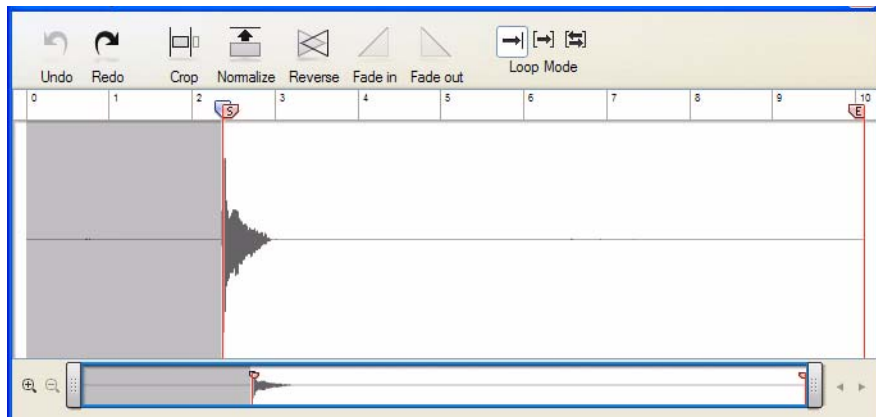 Undo Redo Crop Normalize Reverse Fade in Fade out Loop Mode
0 1 2 3 4 5 6 7 8 9 10
S E